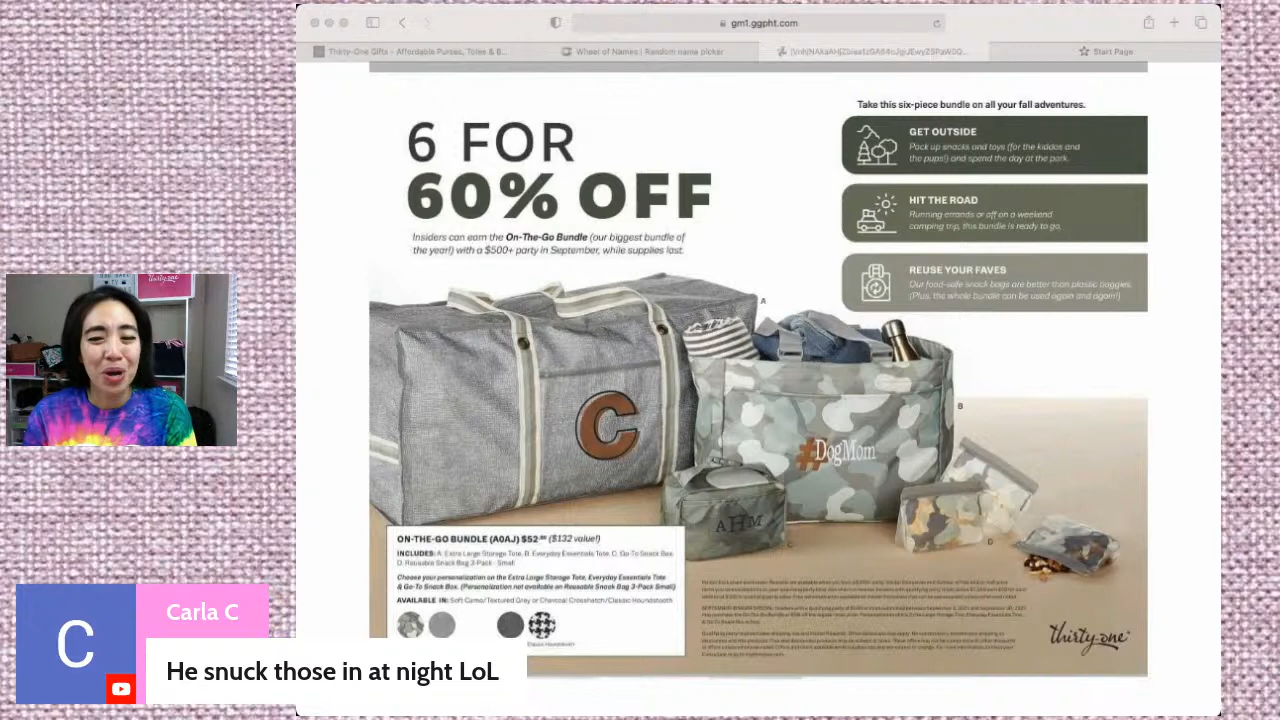 gm1.ggpht.com
Thirty-One Gifts - Affordable Purses, Totes & B...
Wheel of Names | Random name picker
Start Page
6 FOR
60% OFF
Insiders can earn the On-The-Go Bundle (our biggest bundle of
the year!) with a $500+ party in September, while supplies last.
Take this six-piece bundle on all your fall adventures.
GET OUTSIDE
Pack up snacks and toys (for the kiddos and
the pups!) and spend the day at the park.
HIT THE ROAD
Running errands or off on a weekend
camping trip, this bundle is ready to go.
REUSE YOUR FAVES
Our food-safe snack bags are better than plastic baggies.
(Plus, the whole bundle can be used again and again!)
thirty-one
A
B
C
#DogMom
AHM
C
D
ON-THE-GO BUNDLE (A0AJ) $52.80 ($132 value!)
INCLUDES: A. Extra Large Storage Tote, B. Everyday Essentials Tote, C. Go-To Snack Box,
D. Reusable Snack Bag 3-Pack - Small
Choose your personalization on the Extra Large Storage Tote, Everyday Essentials Tote
& Go-To Snack Box. (Personalization not available on Reusable Snack Bag 3-Pack Small)
AVAILABLE IN: Soft Camo/Textured Grey or Charcoal Crosshatch/Classic Houndstooth
Classic Houndstooth
thirty-one
C
Carla C
He snuck those in at night LoL